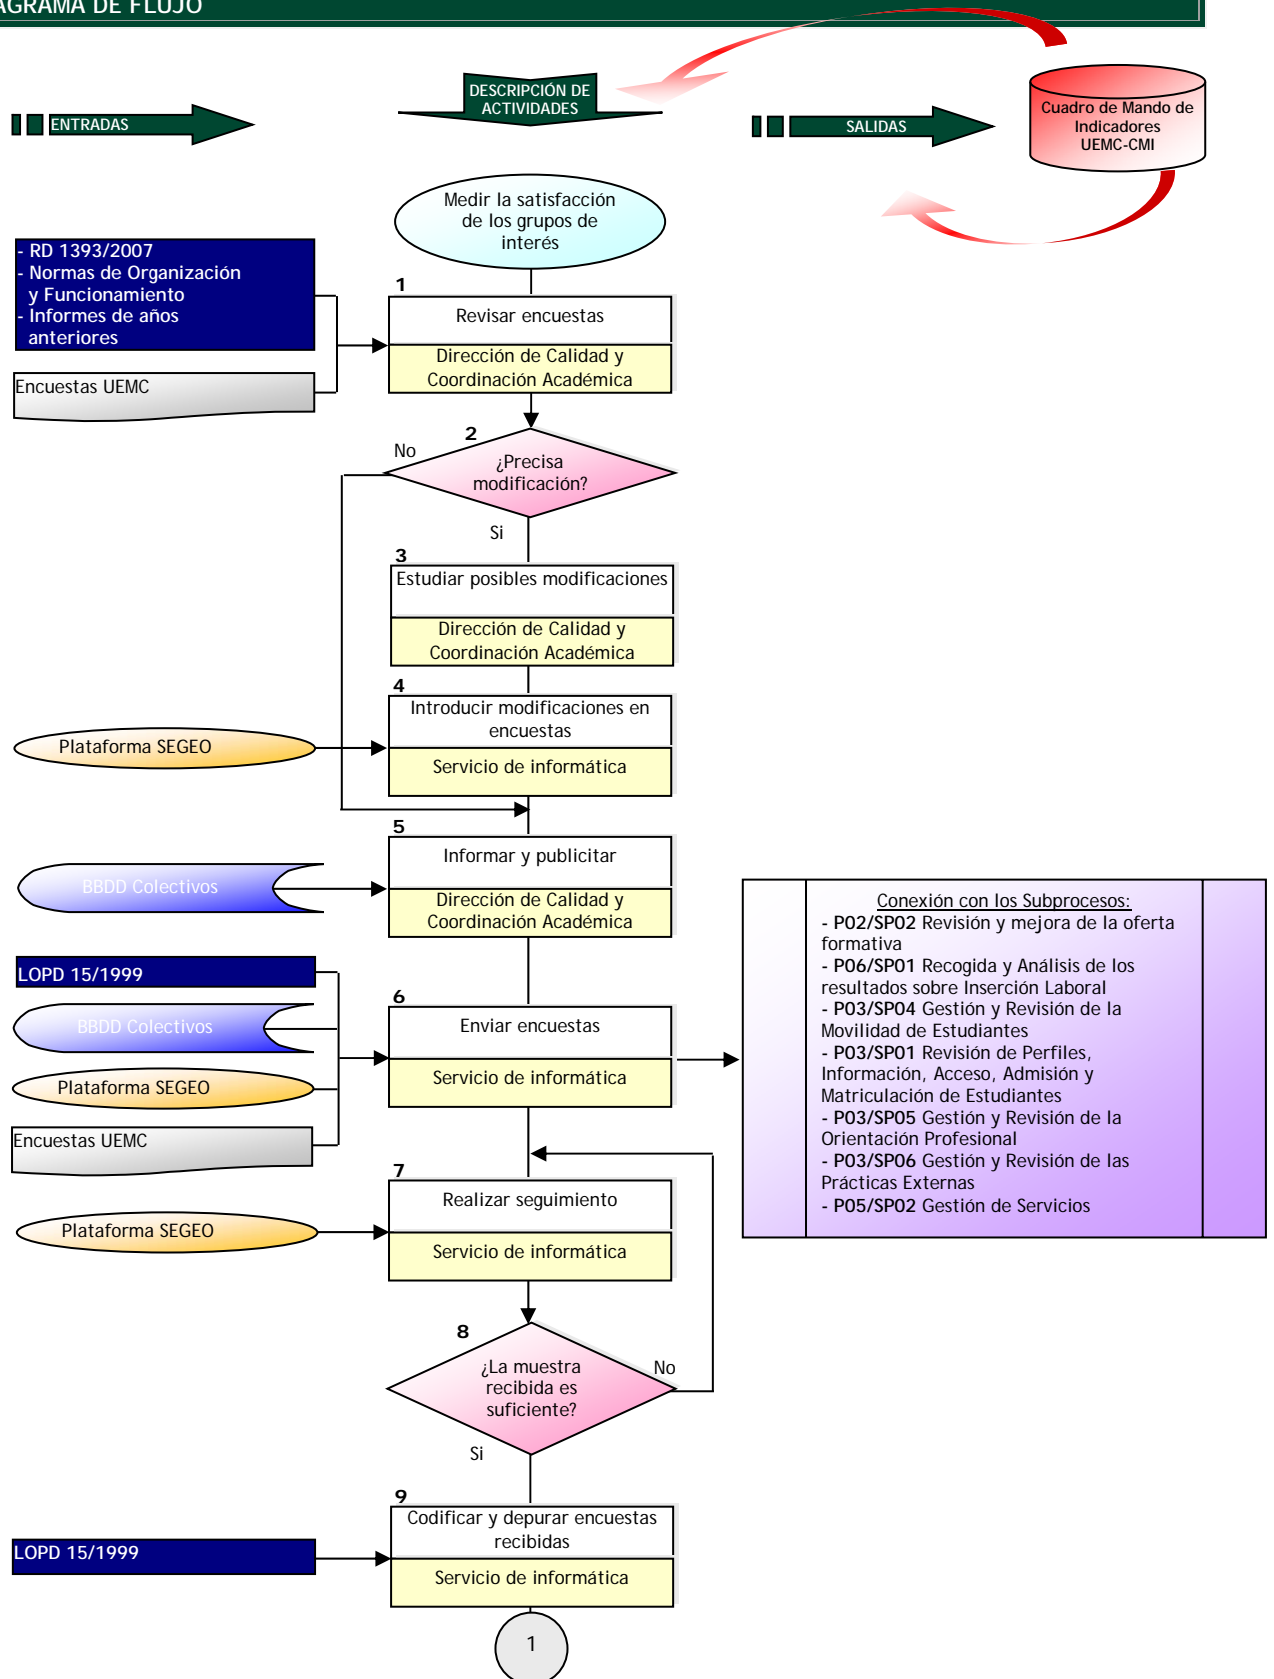 AGRAMA DE FLUJO
ENTRADAS
DESCRIPCIÓN DE
ACTIVIDADES
SALIDAS
Cuadro de Mando de
Indicadores
UEMC-CMI
Medir la satisfacción
de los grupos de
interés
- RD 1393/2007
- Normas de Organización
y Funcionamiento
- Informes de años
anteriores
Encuestas UEMC
1
Revisar encuestas
Dirección de Calidad y
Coordinación Académica
2
No
¿Precisa
modificación?
Si
3
Estudiar posibles modificaciones
Dirección de Calidad y
Coordinación Académica
4
Introducir modificaciones en
encuestas
Servicio de informática
Plataforma SEGEO
5
Informar y publicitar
Dirección de Calidad y
Coordinación Académica
BBDD Colectivos
LOPD 15/1999
BBDD Colectivos
Plataforma SEGEO
Encuestas UEMC
6
Enviar encuestas
Servicio de informática
Conexión con los Subprocesos:
- P02/SP02 Revisión y mejora de la oferta
formativa
- P06/SP01 Recogida y Análisis de los
resultados sobre Inserción Laboral
- P03/SP04 Gestión y Revisión de la
Movilidad de Estudiantes
- P03/SP01 Revisión de Perfiles,
Información, Acceso, Admisión y
Matriculación de Estudiantes
- P03/SP05 Gestión y Revisión de la
Orientación Profesional
- P03/SP06 Gestión y Revisión de las
Prácticas Externas
- P05/SP02 Gestión de Servicios
7
Realizar seguimiento
Servicio de informática
Plataforma SEGEO
8
¿La muestra
recibida es
suficiente?
No
Si
9
Codificar y depurar encuestas
recibidas
Servicio de informática
LOPD 15/1999
1